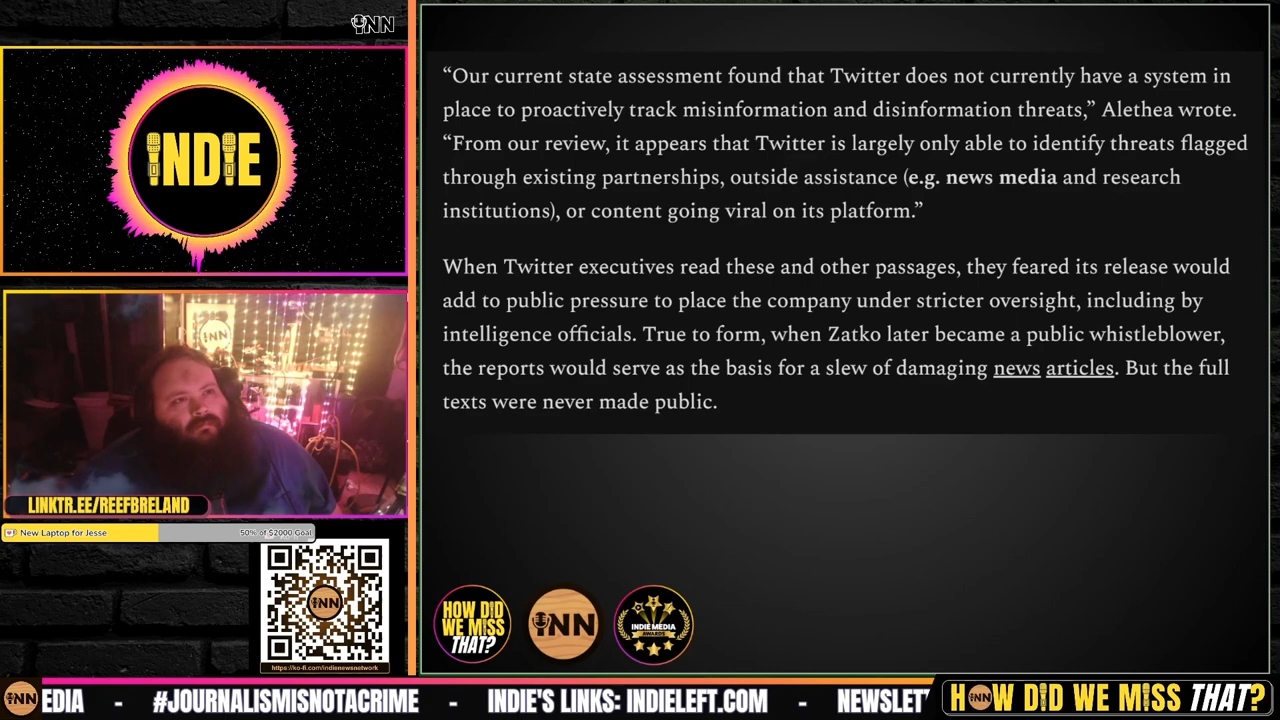 INN
INDIE
LINKTR.EE/REEFBRELAND
New Laptop for Jesse
50% of $2000 Goal
INN
https://ko-fi.com/indienewsnetwork
“Our current state assessment found that Twitter does not currently have a system in
place to proactively track misinformation and disinformation threats,” Alethea wrote.
“From our review, it appears that Twitter is largely only able to identify threats flagged
through existing partnerships, outside assistance (e.g. news media and research
institutions), or content going viral on its platform.”
When Twitter executives read these and other passages, they feared its release would
add to public pressure to place the company under stricter oversight, including by
intelligence officials. True to form, when Zatko later became a public whistleblower,
the reports would serve as the basis for a slew of damaging news articles. But the full
texts were never made public.
HOW DID
WE MISS
THAT?
INN
INDIE MEDIA
AWARDS
INN
EDIA - #JOURNALISMISNOTACRIME - INDIE'S LINKS: INDIELEFT.COM - NEWSLET
HOW DID WE MISS THAT?